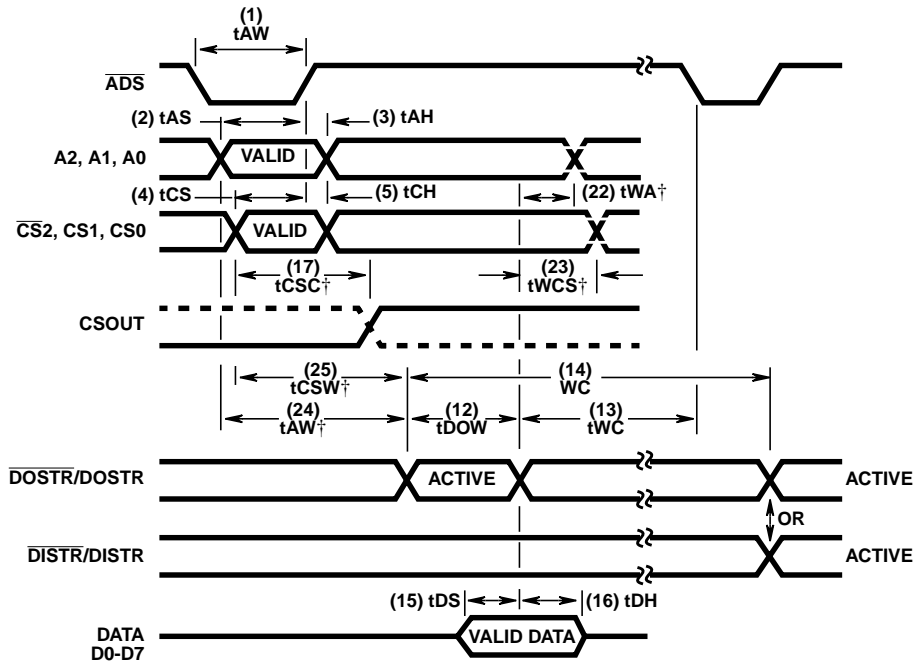 (1)
tAW
ADS
(2) tAS
(3) tAH
A2, A1, A0
VALID
(4) tCS
(5) tCH
(22) tWA†
CS2, CS1, CS0
VALID
(17)
tCSC†
(23)
tWCS†
CSOUT
(25)
tCSW†
(14)
WC
(24)
tAW†
(12)
tDOW
(13)
tWC
DOSTR/DOSTR
ACTIVE
ACTIVE
OR
DISTR/DISTR
ACTIVE
(15) tDS
(16) tDH
DATA
D0-D7
VALID DATA